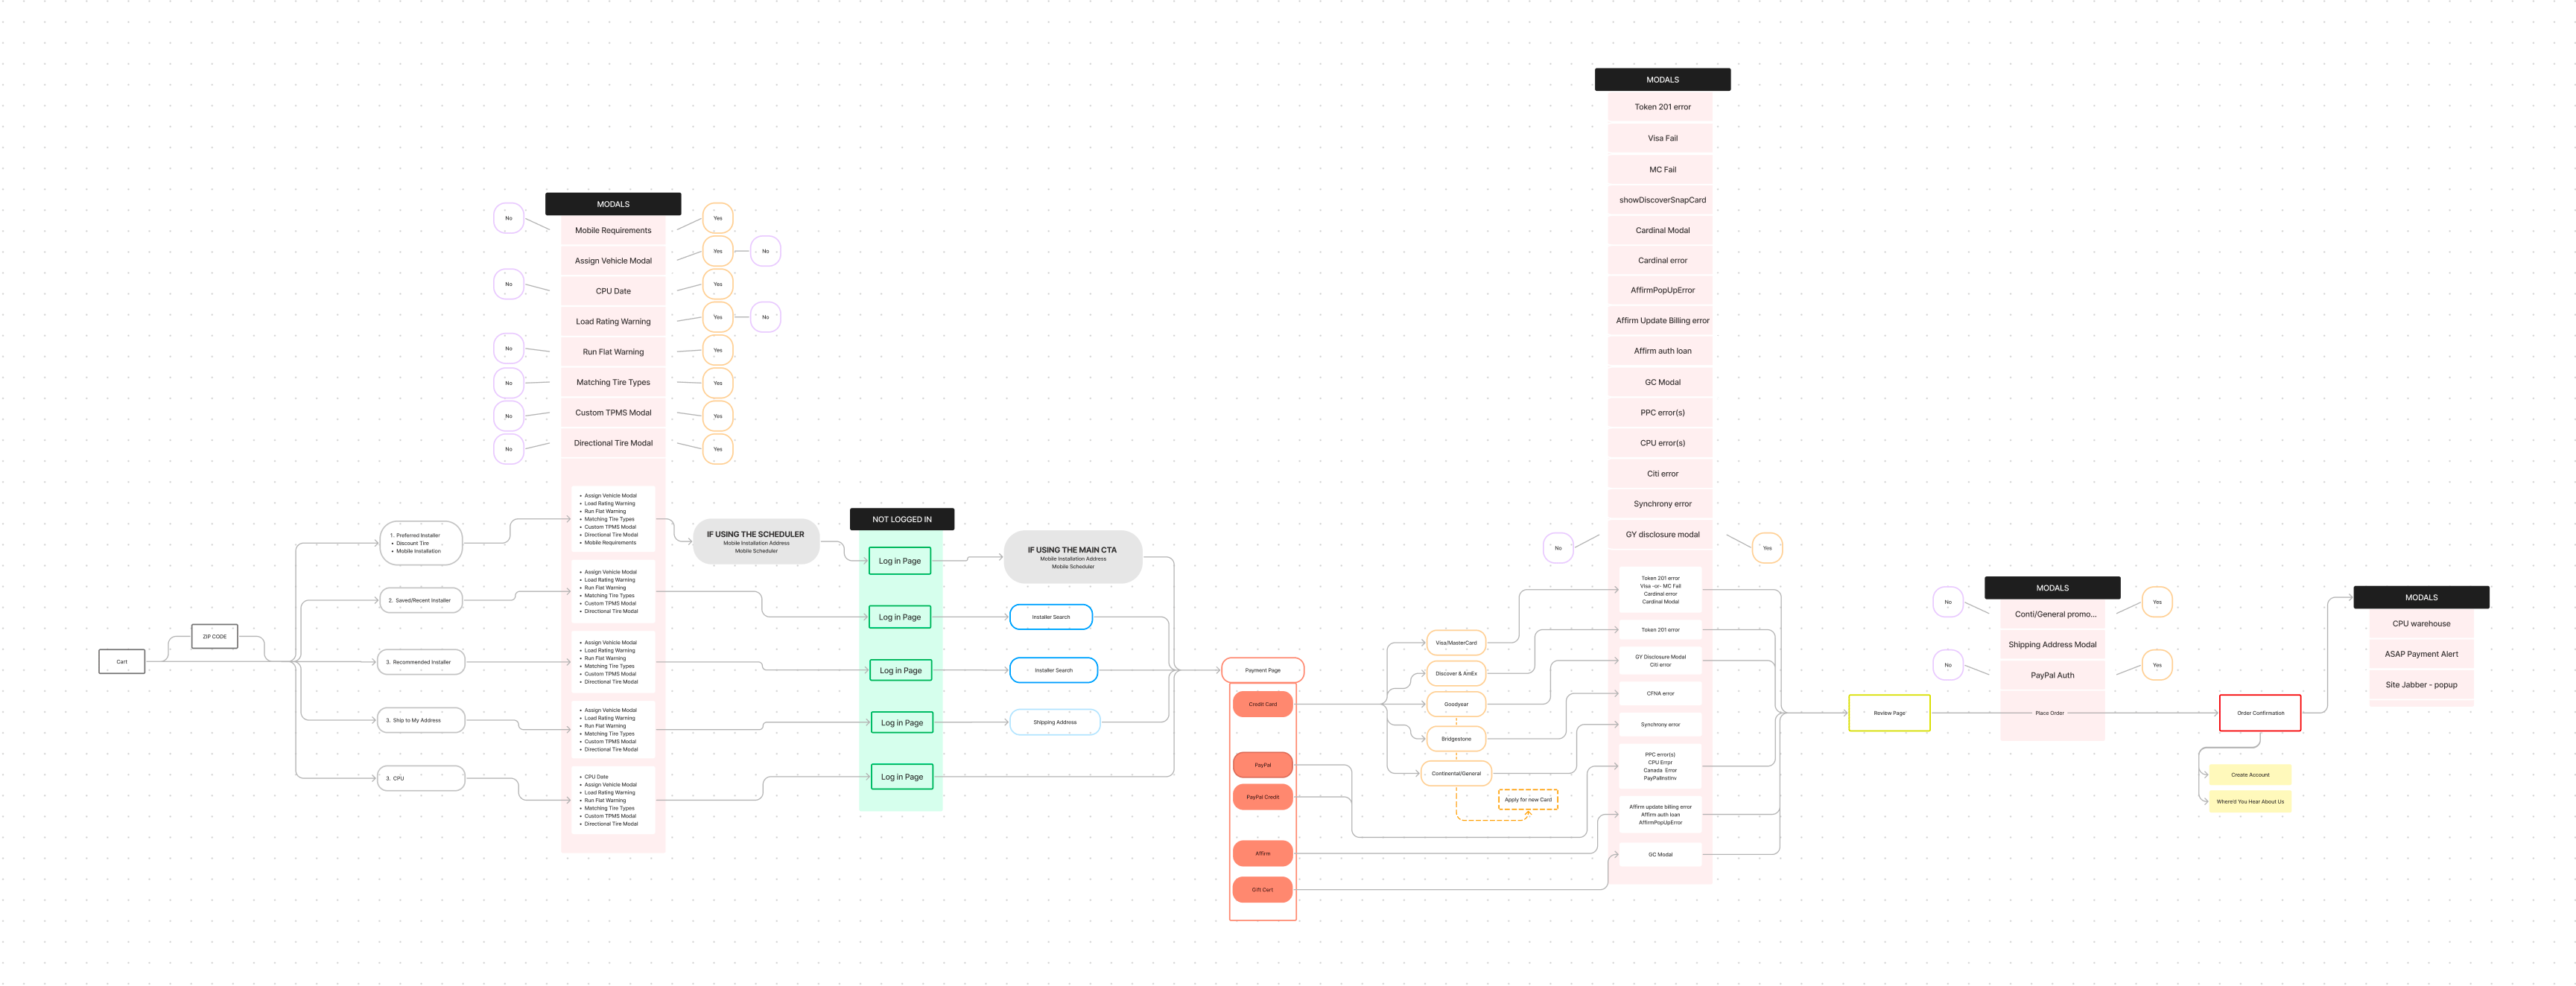 Cart
ZIP CODE
1. Preferred Installer
• Discount Tire
• Mobile Installation
2. Saved/Recent Installer
3. Recommended Installer
3. Ship to My Address
3. CPU
MODALS
No
Mobile Requirements
Yes
Assign Vehicle Modal
Yes
No
No
CPU Date
Yes
Load Rating Warning
Yes
No
No
Run Flat Warning
Yes
No
Matching Tire Types
Yes
No
Custom TPMS Modal
Yes
No
Directional Tire Modal
Yes
• Assign Vehicle Modal
• Load Rating Warning
• Run Flat Warning
• Matching Tire Types
• Custom TPMS Modal
• Directional Tire Modal
• Mobile Requirements
• Assign Vehicle Modal
• Load Rating Warning
• Run Flat Warning
• Matching Tire Types
• Custom TPMS Modal
• Directional Tire Modal
• Assign Vehicle Modal
• Load Rating Warning
• Run Flat Warning
• Matching Tire Types
• Custom TPMS Modal
• Directional Tire Modal
• Assign Vehicle Modal
• Load Rating Warning
• Run Flat Warning
• Matching Tire Types
• Custom TPMS Modal
• Directional Tire Modal
• CPU Date
• Assign Vehicle Modal
• Load Rating Warning
• Run Flat Warning
• Matching Tire Types
• Custom TPMS Modal
• Directional Tire Modal
IF USING THE SCHEDULER
Mobile Installation Address
Mobile Scheduler
NOT LOGGED IN
Log in Page
Log in Page
Log in Page
Log in Page
Log in Page
IF USING THE MAIN CTA
Mobile Installation Address
Mobile Scheduler
Installer Search
Installer Search
Shipping Address
Payment Page
Credit Card
PayPal
PayPal Credit
Affirm
Gift Cart
Visa/MasterCard
Discover & AmEx
Goodyear
Bridgestone
Continental/General
Apply for new Card
MODALS
Token 201 error
Visa Fail
MC Fail
showDiscoverSnapCard
Cardinal Modal
Cardinal error
AffirmPopUpError
Affirm Update Billing error
Affirm auth loan
GC Modal
PPC error(s)
CPU error(s)
Citi error
Synchrony error
GY disclosure modal
No
Yes
Token 201 error
Visa -or- MC Fail
Cardinal error
Cardinal Modal
Token 201 error
GY Disclosure Modal
Citi error
CFNA error
Synchrony error
PPC error(s)
CPU Errpr
Canada Error
PayPalInstInv
Affirm update billing error
Affirm auth loan
AffirmPopUpError
GC Modal
Review Page
MODALS
No
Conti/General promo...
Yes
Shipping Address Modal
No
PayPal Auth
Yes
Place Order
Order Confirmation
Create Account
Where'd You Hear About Us
MODALS
CPU warehouse
ASAP Payment Alert
Site Jabber - popup